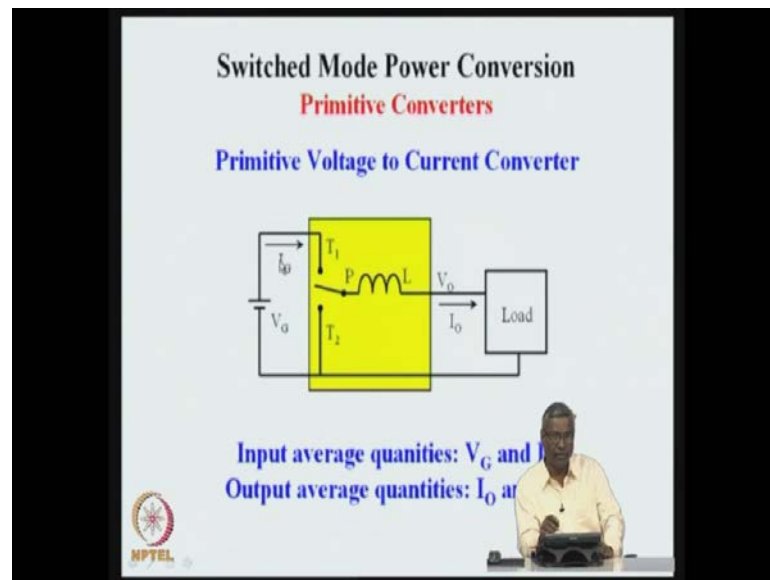 Switched Mode Power Conversion
Primitive Converters
Primitive Voltage to Current Converter
T1
P
L
VO
VG
T2
IO
Load
Input average quanities: VG and
Output average quantities: IO
NPTEL